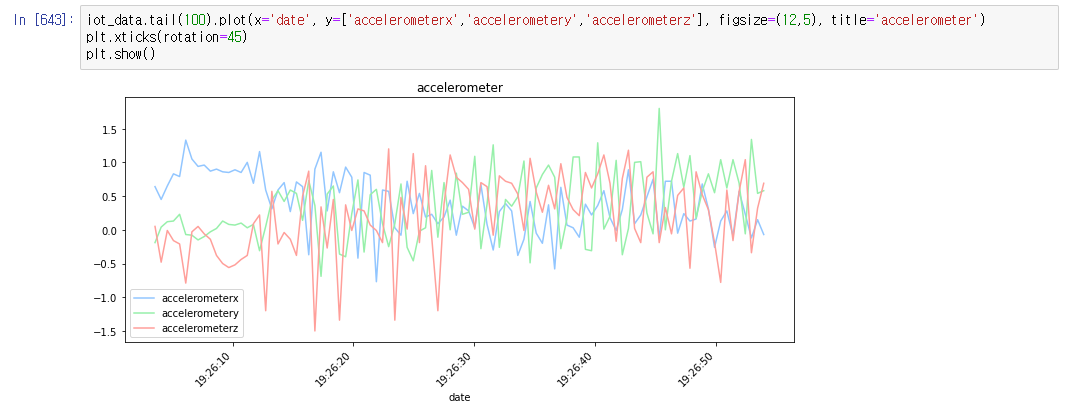 In [643]: iot_data.tail(100).plot(x='date', y=['accelerometerx','accelerometery','accelerometerz'], figsize=(12,5), title='accelerometer')
plt.xticks(rotation=45)
plt.show()
accelerometer
1.5
1.0
0.5
0.0
−0.5
−1.0
−1.5
accelerometerx
accelerometery
accelerometerz
19:26:10
19:26:20
19:26:30
19:26:40
19:26:50
date